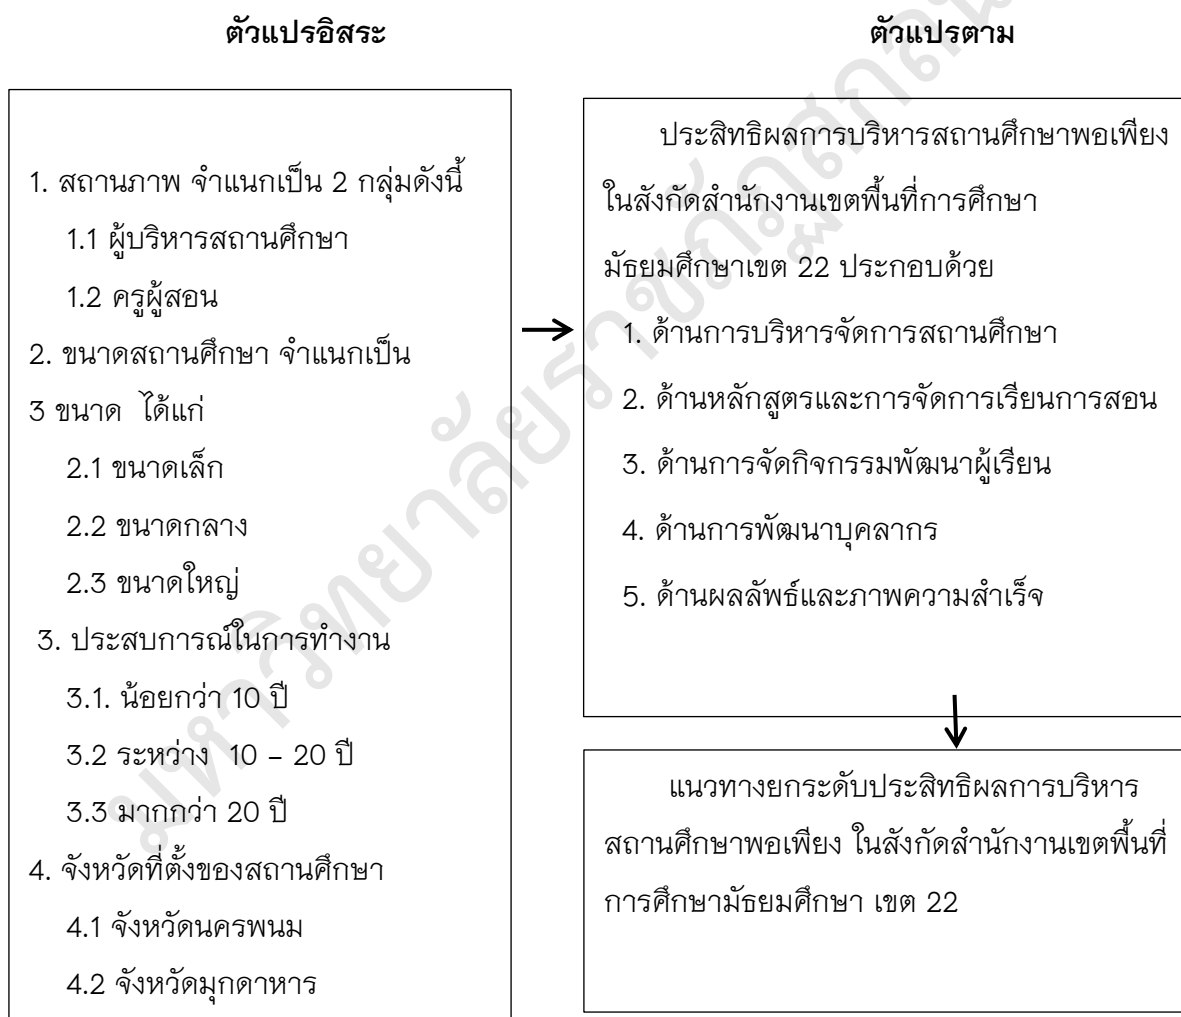 ตัวแปรอิสระ
1. สถานภาพ จำแนกเป็น 2 กลุ่มดังนี้
1.1 ผู้บริหารสถานศึกษา
1.2 ครูผู้สอน
2. ขนาดสถานศึกษา จำแนกเป็น
3 ขนาด ได้แก่
2.1 ขนาดเล็ก
2.2 ขนาดกลาง
2.3 ขนาดใหญ่
3. ประสบการณ์ในการทำงาน
3.1. น้อยกว่า 10 ปี
3.2 ระหว่าง 10 – 20 ปี
3.3 มากกว่า 20 ปี
4. จังหวัดที่ตั้งของสถานศึกษา
4.1 จังหวัดนครพนม
4.2 จังหวัดมุกดาหาร
ตัวแปรตาม
ประสิทธิผลการบริหารสถานศึกษาพอเพียง
ในสังกัดสำนักงานเขตพื้นที่การศึกษา
มัธยมศึกษาเขต 22 ประกอบด้วย
1. ด้านการบริหารจัดการสถานศึกษา
2. ด้านหลักสูตรและการจัดการเรียนการสอน
3. ด้านการจัดกิจกรรมพัฒนาผู้เรียน
4. ด้านการพัฒนาบุคลากร
5. ด้านผลลัพธ์และภาพความสำเร็จ
แนวทางยกระดับประสิทธิผลการบริหาร
สถานศึกษาพอเพียง ในสังกัดสำนักงานเขตพื้นที่
การศึกษามัธยมศึกษา เขต 22
มหาวิทยาลัยราชภัฏสกลน